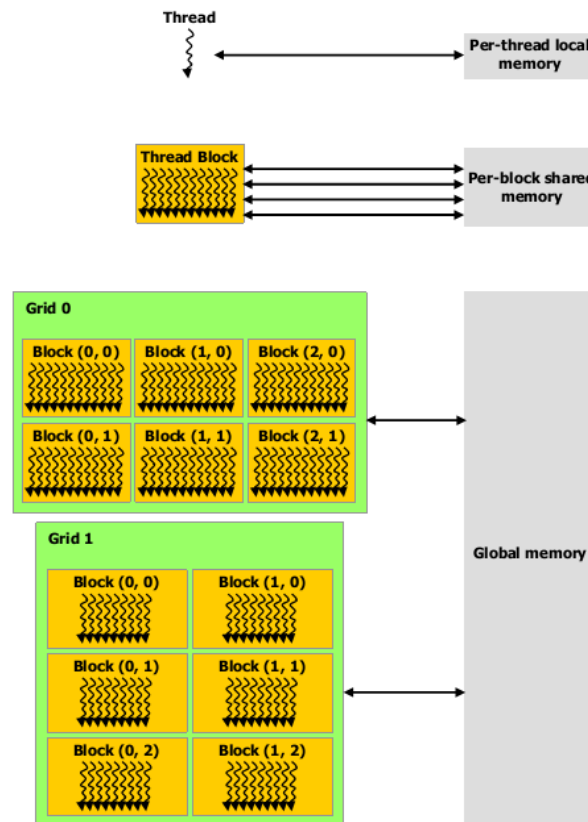 Thread
Per-thread local
memory
Thread Block
Per-block shared
memory
Grid 0
Block (0, 0) Block (1, 0) Block (2, 0)
Block (0, 1) Block (1, 1) Block (2, 1)
Grid 1
Block (0, 0) Block (1, 0)
Global memory
Block (0, 1) Block (1, 1)
Block (0, 2) Block (1, 2)